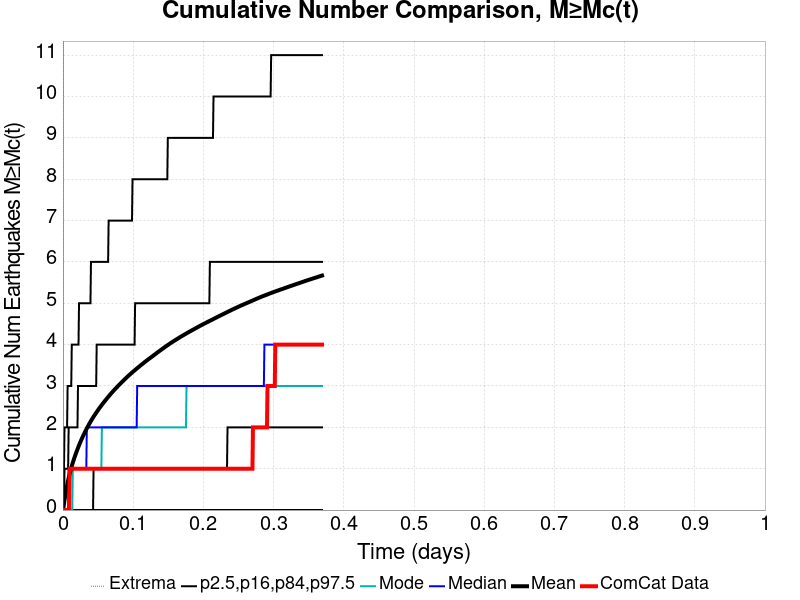 Cumulative Number Comparison, M≥Mc(t)
Cumulative Num Earthquakes M≥Mc(t)
11
10
9
8
7
6
5
4
3
2
1
0
0 0.1 0.2 0.3 0.4 0.5 0.6 0.7 0.8 0.9 1
Time (days)
Extrema p2.5,p16,p84,p97.5 Mode Median Mean ComCat Data